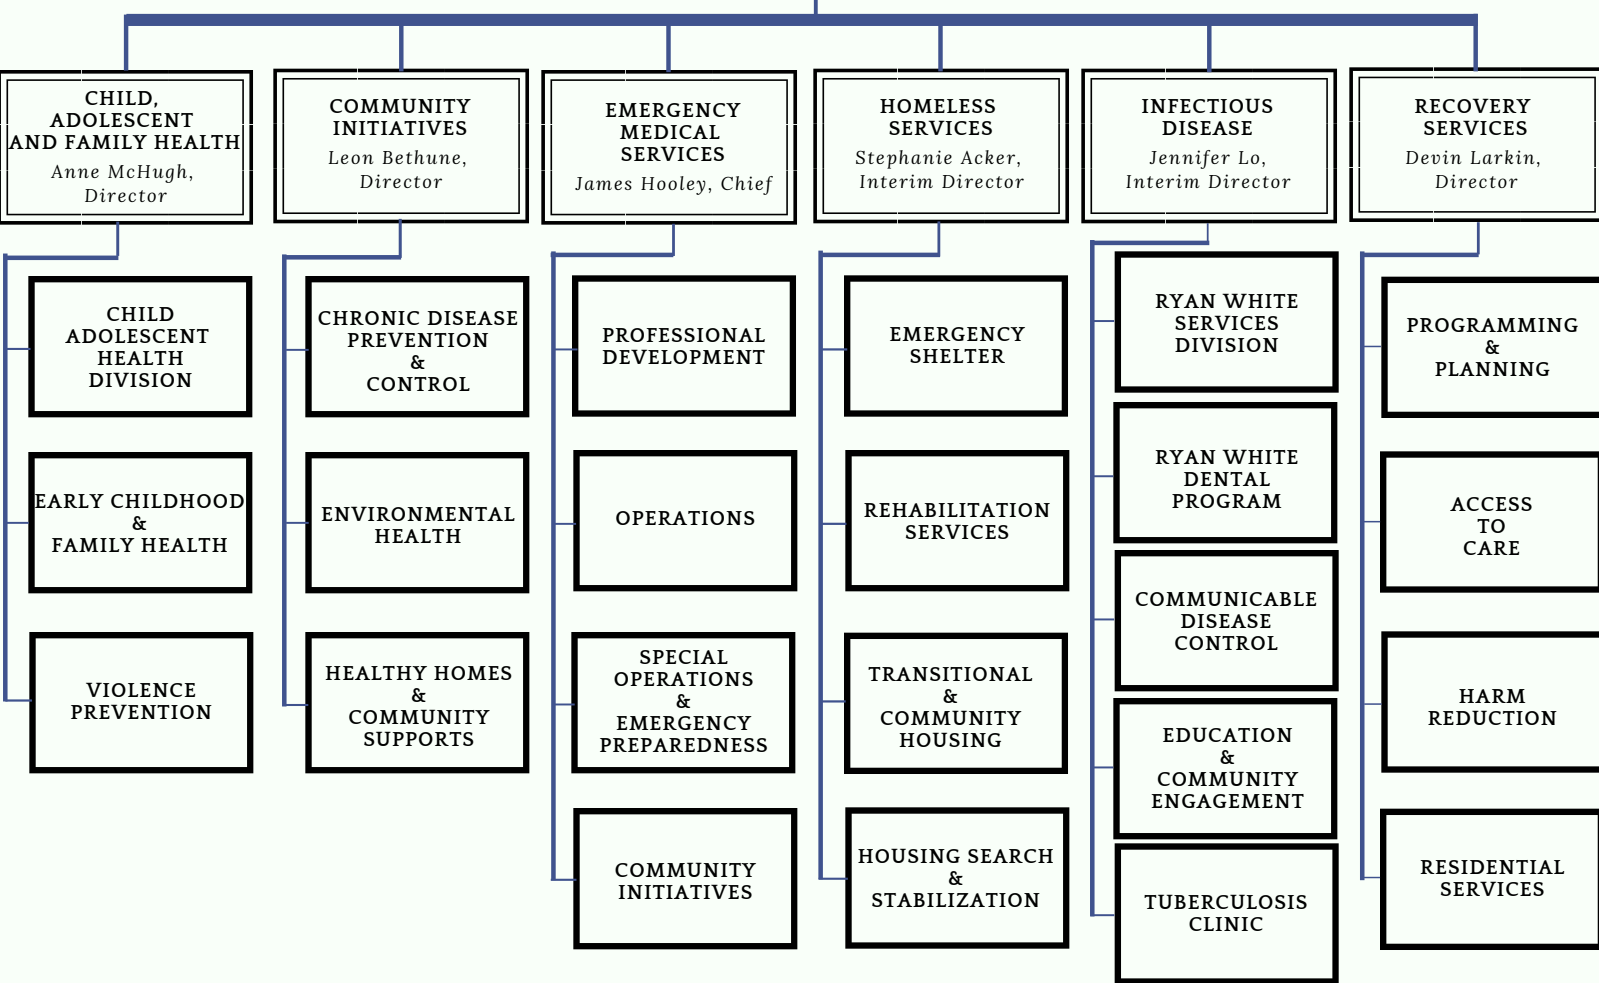 CHILD,
ADOLESCENT
AND FAMILY HEALTH
Anne McHugh,
Director
CHILD
ADOLESCENT
HEALTH
DIVISION
EARLY CHILDHOOD
&
FAMILY HEALTH
VIOLENCE
PREVENTION
COMMUNITY
INITIATIVES
Leon Bethune,
Director
CHRONIC DISEASE
PREVENTION
&
CONTROL
ENVIRONMENTAL
HEALTH
HEALTHY HOMES
&
COMMUNITY
SUPPORTS
EMERGENCY
MEDICAL
SERVICES
James Hooley, Chief
PROFESSIONAL
DEVELOPMENT
OPERATIONS
SPECIAL
OPERATIONS
&
EMERGENCY
PREPAREDNESS
COMMUNITY
INITIATIVES
HOMELESS
SERVICES
Stephanie Acker,
Interim Director
EMERGENCY
SHELTER
REHABILITATION
SERVICES
TRANSITIONAL
&
COMMUNITY
HOUSING
HOUSING SEARCH
&
STABILIZATION
INFECTIOUS
DISEASE
Jennifer Lo,
Interim Director
RYAN WHITE
SERVICES
DIVISION
RYAN WHITE
DENTAL
PROGRAM
COMMUNICABLE
DISEASE
CONTROL
EDUCATION
&
COMMUNITY
ENGAGEMENT
TUBERCULOSIS
CLINIC
RECOVERY
SERVICES
Devin Larkin,
Director
PROGRAMMING
&
PLANNING
ACCESS
TO
CARE
HARM
REDUCTION
RESIDENTIAL
SERVICES